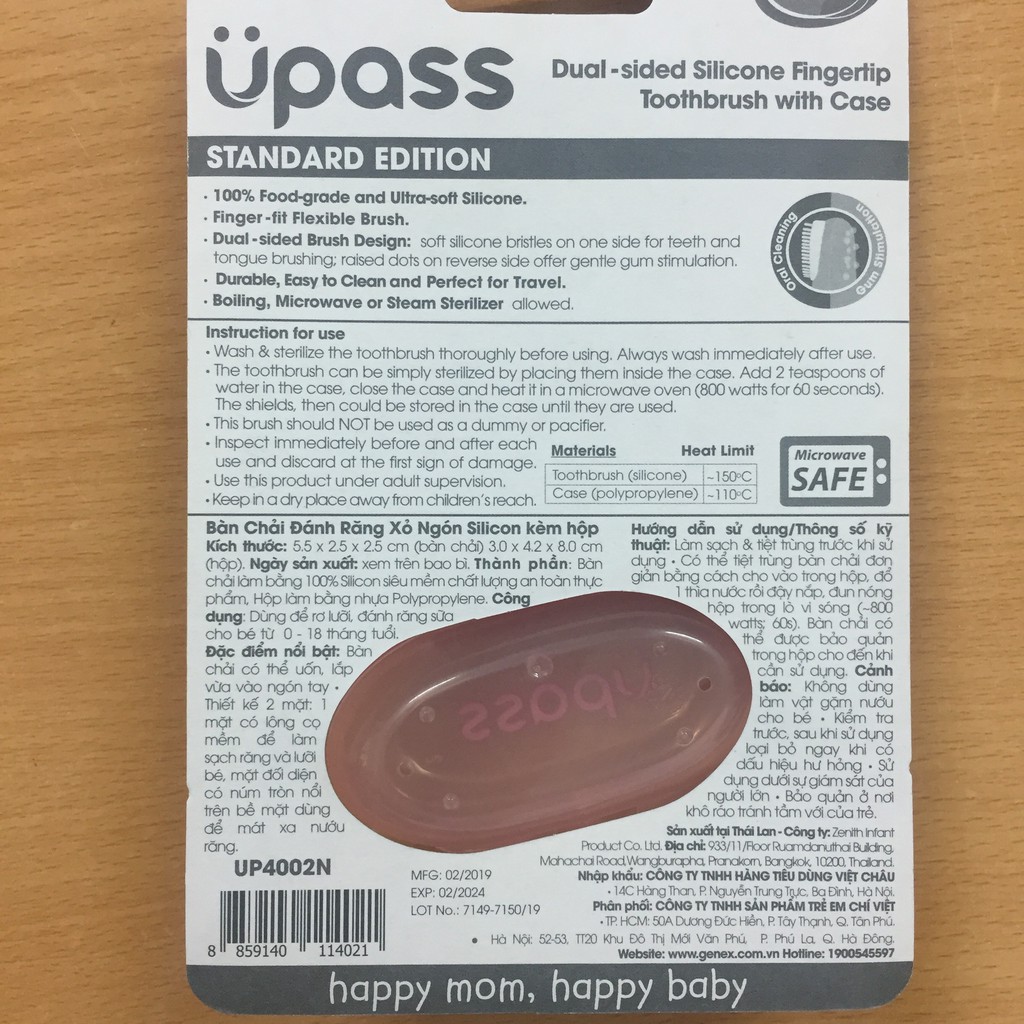 üpass
Dual-sided Silicone Fingertip
Toothbrush with Case
STANDARD EDITION
• 100% Food-grade and Ultra-soft Silicone.
• Finger-fit Flexible Brush.
• Dual-sided Brush Design: soft silicone bristles on one side for teeth and
tongue brushing; raised dots on reverse side offer gentle gum stimulation.
• Durable, Easy to Clean and Perfect for Travel.
• Boiling, Microwave or Steam Sterilizer allowed.
Oral Cleaning
Gum Stimulation
Instruction for use
• Wash & sterilize the toothbrush thoroughly before using. Always wash immediately after use.
• The toothbrush can be simply sterilized by placing them inside the case. Add 2 teaspoons of
water in the case, close the case and heat it in a microwave oven (800 watts for 60 seconds).
The shields, then could be stored in the case until they are used.
• This brush should NOT be used as a dummy or pacifier.
• Inspect immediately before and after each
use and discard at the first sign of damage.
• Use this product under adult supervision.
• Keep in a dry place away from children's reach.
Materials Heat Limit
Toothbrush (silicone) ~150°C
Case (polypropylene) ~110°C
Microwave
SAFE
Bàn Chải Đánh Răng Xỏ Ngón Silicon kèm hộp
Kích thước: 5.5 x 2.5 x 2.5 cm (bàn chải) 3.0 x 4.2 x 8.0 cm
(hộp). Ngày sản xuất: xem trên bao bì. Thành phần: Bàn
chải làm bằng 100% Silicon siêu mềm chất lượng an toàn thực
phẩm, Hộp làm bằng nhựa Polypropylene. Công
dụng: Dùng để rơ lưỡi, đánh răng sữa
cho bé từ 0 - 18 tháng tuổi.
Đặc điểm nổi bật: Bàn
chải có thể uốn, lắp
vừa vào ngón tay •
Thiết kế 2 mặt: 1
mặt có lông cọ
mềm để làm
sạch răng và lưỡi
bé, mặt đối diện
có núm tròn nổi
trên bề mặt dùng
để mát xa nướu
răng.
Hướng dẫn sử dụng/Thông số kỹ
thuật: Làm sạch & tiệt trùng trước khi sử
dụng • Có thể tiệt trùng bàn chải đơn
giản bằng cách cho vào trong hộp, đổ
1 thìa nước rồi đậy nắp, đun nóng
hộp trong lò vi sóng (~800
watts; 60s). Bàn chải có
thể được bảo quản
trong hộp cho đến khi
cần sử dụng. Cảnh
báo: Không dùng
làm vật gặm nướu
cho bé • Kiểm tra
trước, sau khi sử dụng
loại bỏ ngay khi có
dấu hiệu hư hỏng • Sử
dụng dưới sự giám sát của
người lớn • Bảo quản ở nơi
khô ráo tránh tầm với của trẻ.
üpass
UP4002N
8 859140 114021
MFG: 02/2019
EXP: 02/2024
LOT No.: 7149-7150/19
Sản xuất tại Thái Lan - Công ty: Zenith Infant
Product Co. Ltd. Địa chỉ: 933/11/Floor Ruamdanuthai Building,
Mahachai Road, Wangburapha, Pranakorn, Bangkok, 10200, Thailand.
Nhập khẩu: CÔNG TY TNHH HÀNG TIÊU DÙNG VIỆT CHÂU
• 14C Hàng Than, P. Nguyễn Trung Trực, Ba Đình, Hà Nội.
Phân phối: CÔNG TY TNHH SẢN PHẨM TRẺ EM CHÍ VIỆT
• TP. HCM: 50A Dương Đức Hiền, P. Tây Thạnh, Q. Tân Phú.
• Hà Nội: 52-53, TT20 Khu Đô Thị Mới Văn Phú, P. Phú La, Q. Hà Đông.
Website: www.genex.com.vn Hotline: 1900545597
happy mom, happy baby